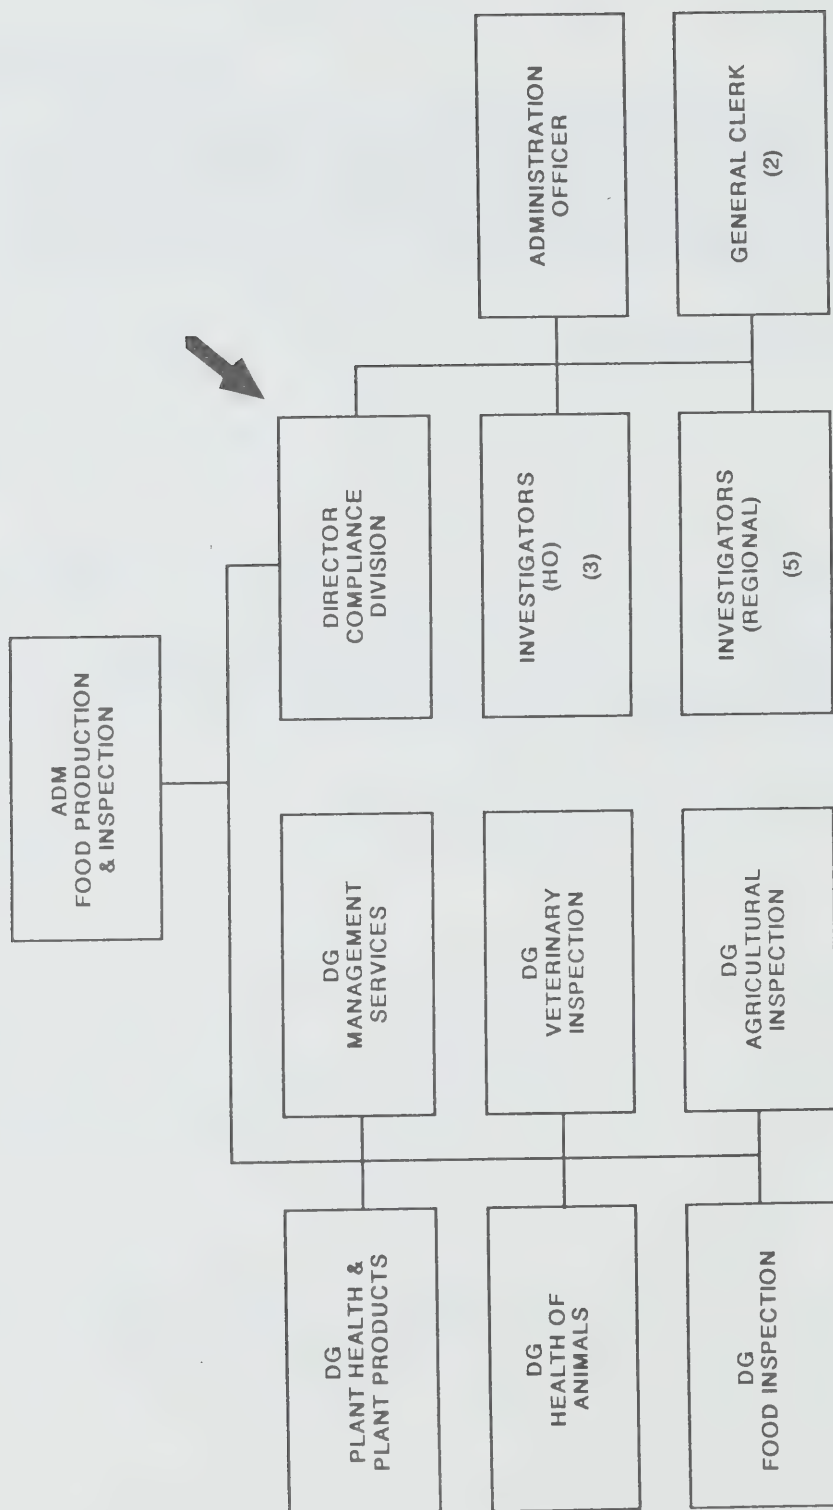 ADM
FOOD PRODUCTION
& INSPECTION
DG
PLANT HEALTH &
PLANT PRODUCTS
DG
MANAGEMENT
SERVICES
DIRECTOR
COMPLIANCE
DIVISION
DG
HEALTH OF
ANIMALS
DG
VETERINARY
INSPECTION
INVESTIGATORS
(HO)
(3)
ADMINISTRATION
OFFICER
DG
FOOD INSPECTION
DG
AGRICULTURAL
INSPECTION
INVESTIGATORS
(REGIONAL)
(5)
GENERAL CLERK
(2)